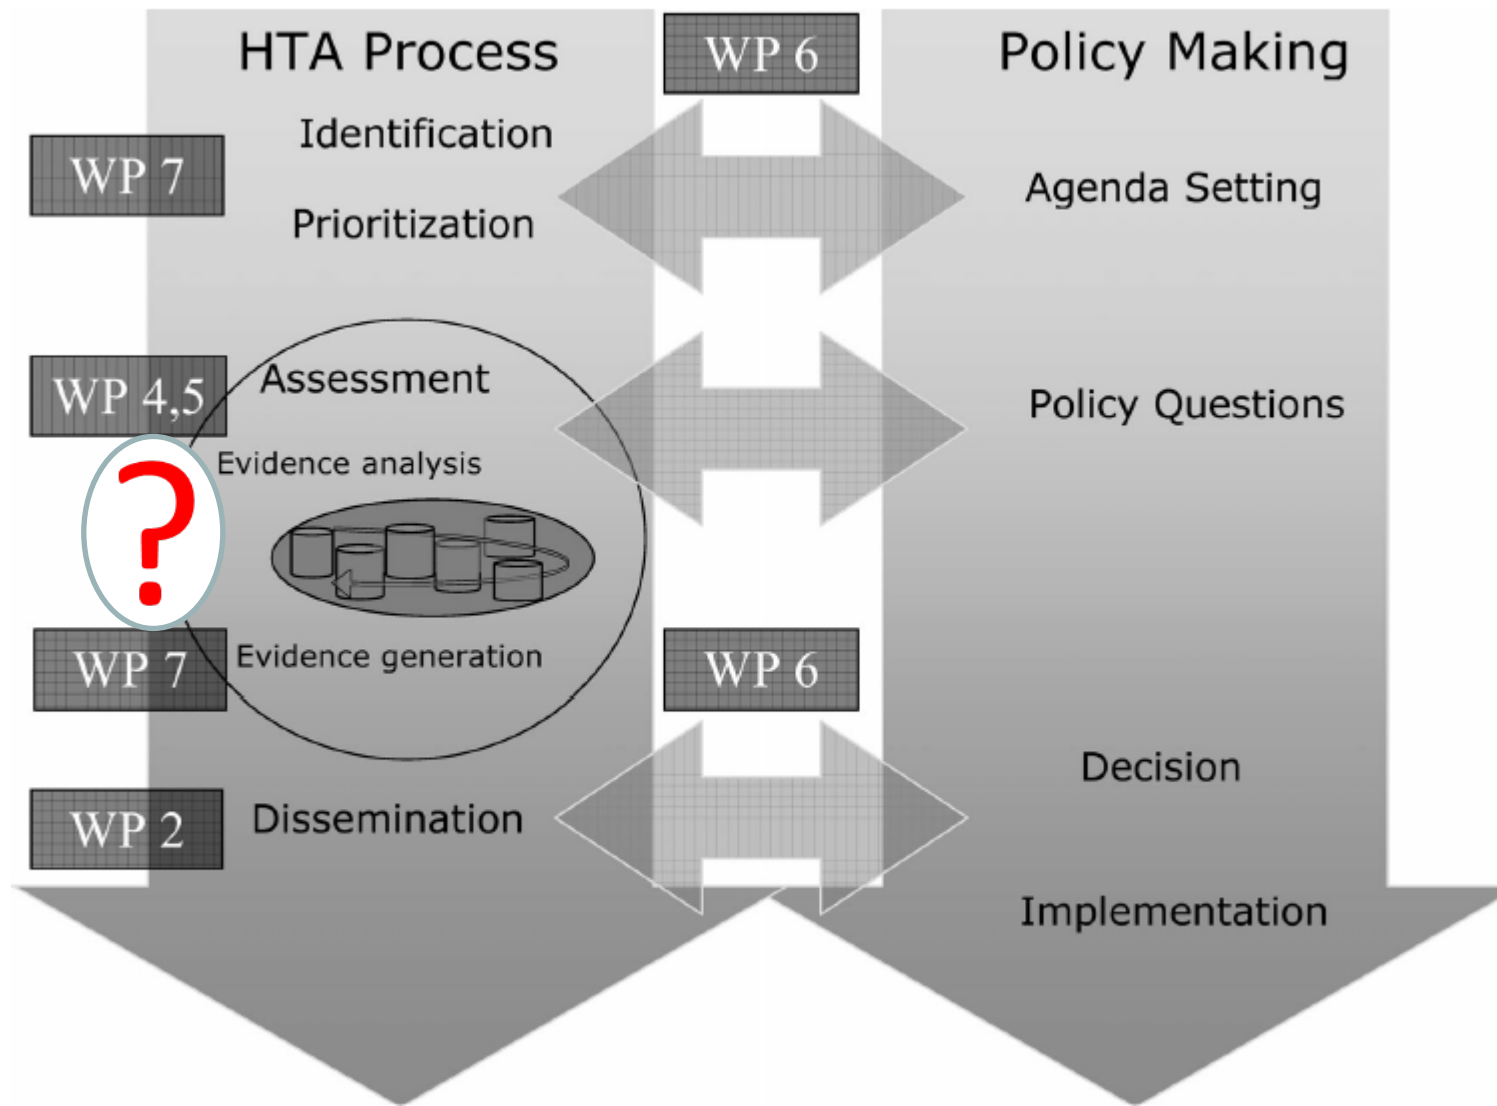 HTA Process
WP 6
Policy Making
Identification
WP 7
Agenda Setting
Prioritization
WP 4,5
Assessment
Policy Questions
Evidence analysis
?
WP 7
Evidence generation
WP 6
Decision
WP 2
Dissemination
Implementation